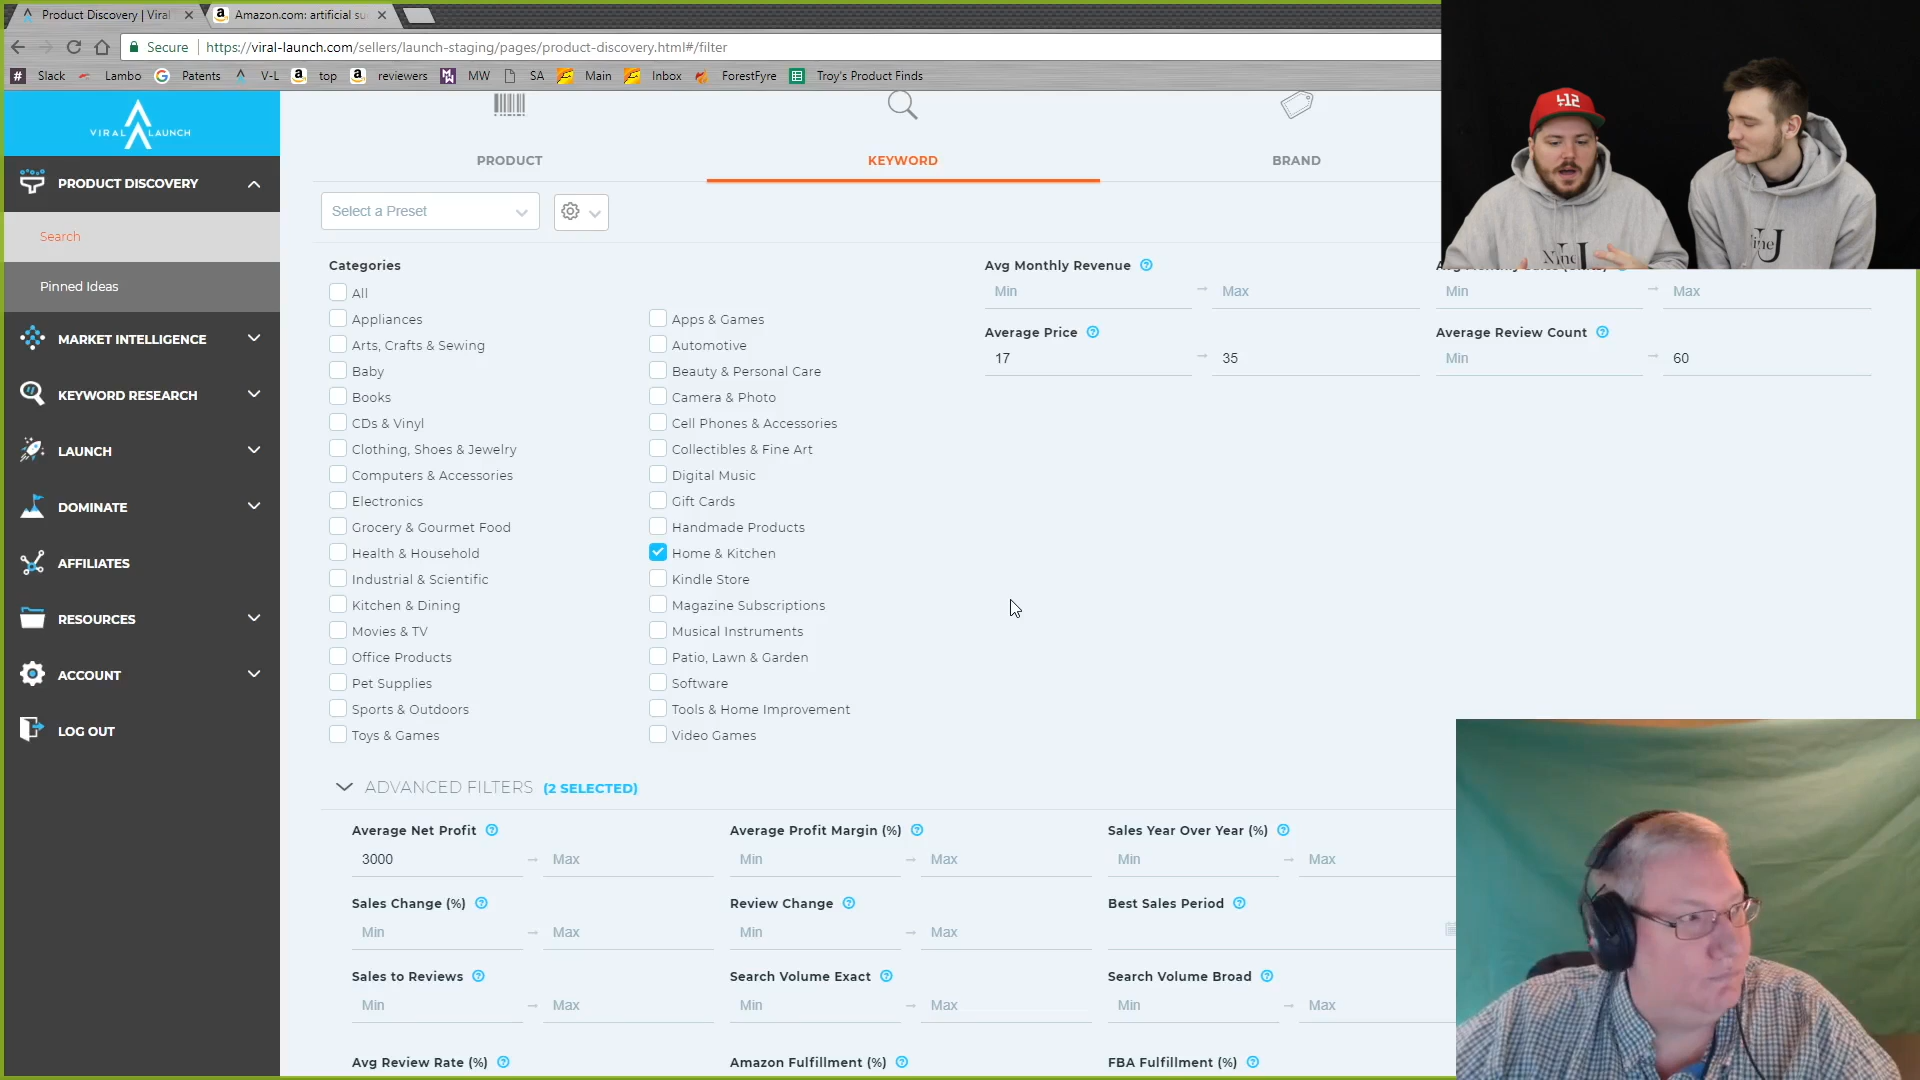 Product Discovery | Viral
Amazon.com: artificial su
Secure
https://viral-launch.com/sellers/launch-staging/pages/product-discovery.html#/filter
Slack
Lambo
Patents
V-L
top
reviewers
MW
SA
Main
Inbox
ForestFyre
Troy's Product Finds
VIRAL LAUNCH
PRODUCT DISCOVERY
Search
Pinned Ideas
MARKET INTELLIGENCE
KEYWORD RESEARCH
LAUNCH
DOMINATE
AFFILIATES
RESOURCES
ACCOUNT
LOG OUT
PRODUCT
KEYWORD
BRAND
Select a Preset
Categories
All
Appliances
Apps & Games
Arts, Crafts & Sewing
Automotive
Baby
Beauty & Personal Care
Books
Camera & Photo
CDs & Vinyl
Cell Phones & Accessories
Clothing, Shoes & Jewelry
Collectibles & Fine Art
Computers & Accessories
Digital Music
Electronics
Gift Cards
Grocery & Gourmet Food
Handmade Products
Health & Household
Home & Kitchen
Industrial & Scientific
Kindle Store
Kitchen & Dining
Magazine Subscriptions
Movies & TV
Musical Instruments
Office Products
Patio, Lawn & Garden
Pet Supplies
Software
Sports & Outdoors
Tools & Home Improvement
Toys & Games
Video Games
Avg Monthly Revenue
Min → Max
Min → Max
Average Price
17 → 35
Average Review Count
Min → 60
ADVANCED FILTERS (2 SELECTED)
Average Net Profit
3000 → Max
Average Profit Margin (%)
Min → Max
Sales Year Over Year (%)
Min → Max
Sales Change (%)
Min → Max
Review Change
Min → Max
Best Sales Period
Sales to Reviews
Min → Max
Search Volume Exact
Min → Max
Search Volume Broad
Min → Max
Avg Review Rate (%)
Amazon Fulfillment (%)
FBA Fulfillment (%)
412